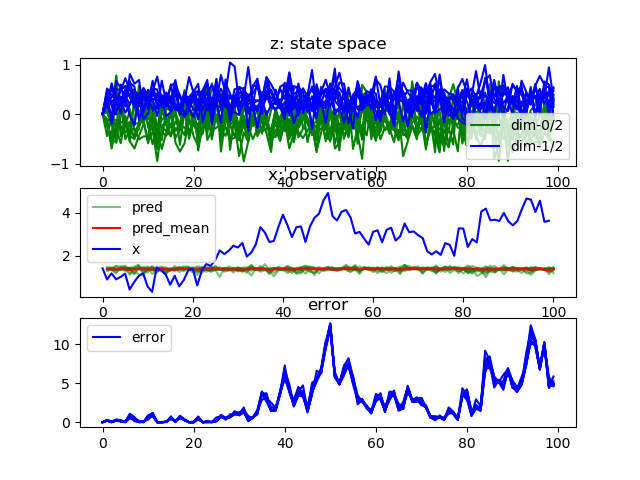 z: state space
1
0
−1
dim-0/2
dim-1/2
0 20 40 60 80 100
x: observation
4
2
pred
pred_mean
x
0 20 40 60 80 100
error
10
5
0
error
0 20 40 60 80 100